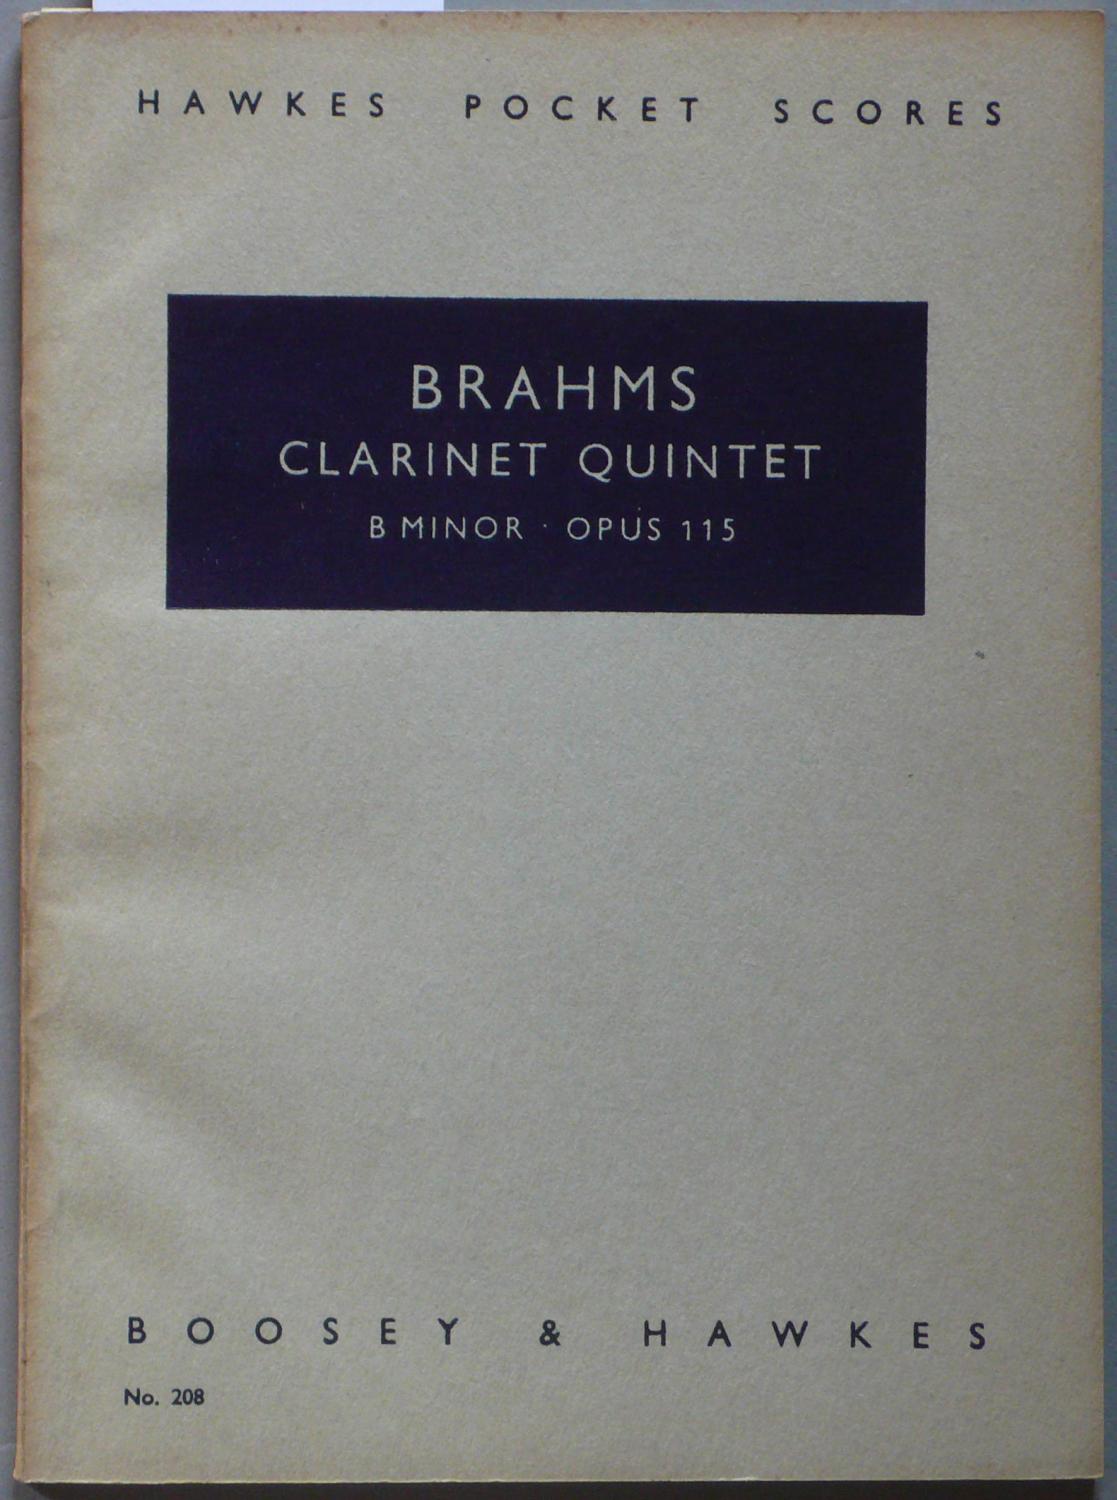 HAWKES POCKET SCORES
BRAHMS
CLARINET QUINTET
B MINOR · OPUS 115
BOOSEY & HAWKES
No. 208